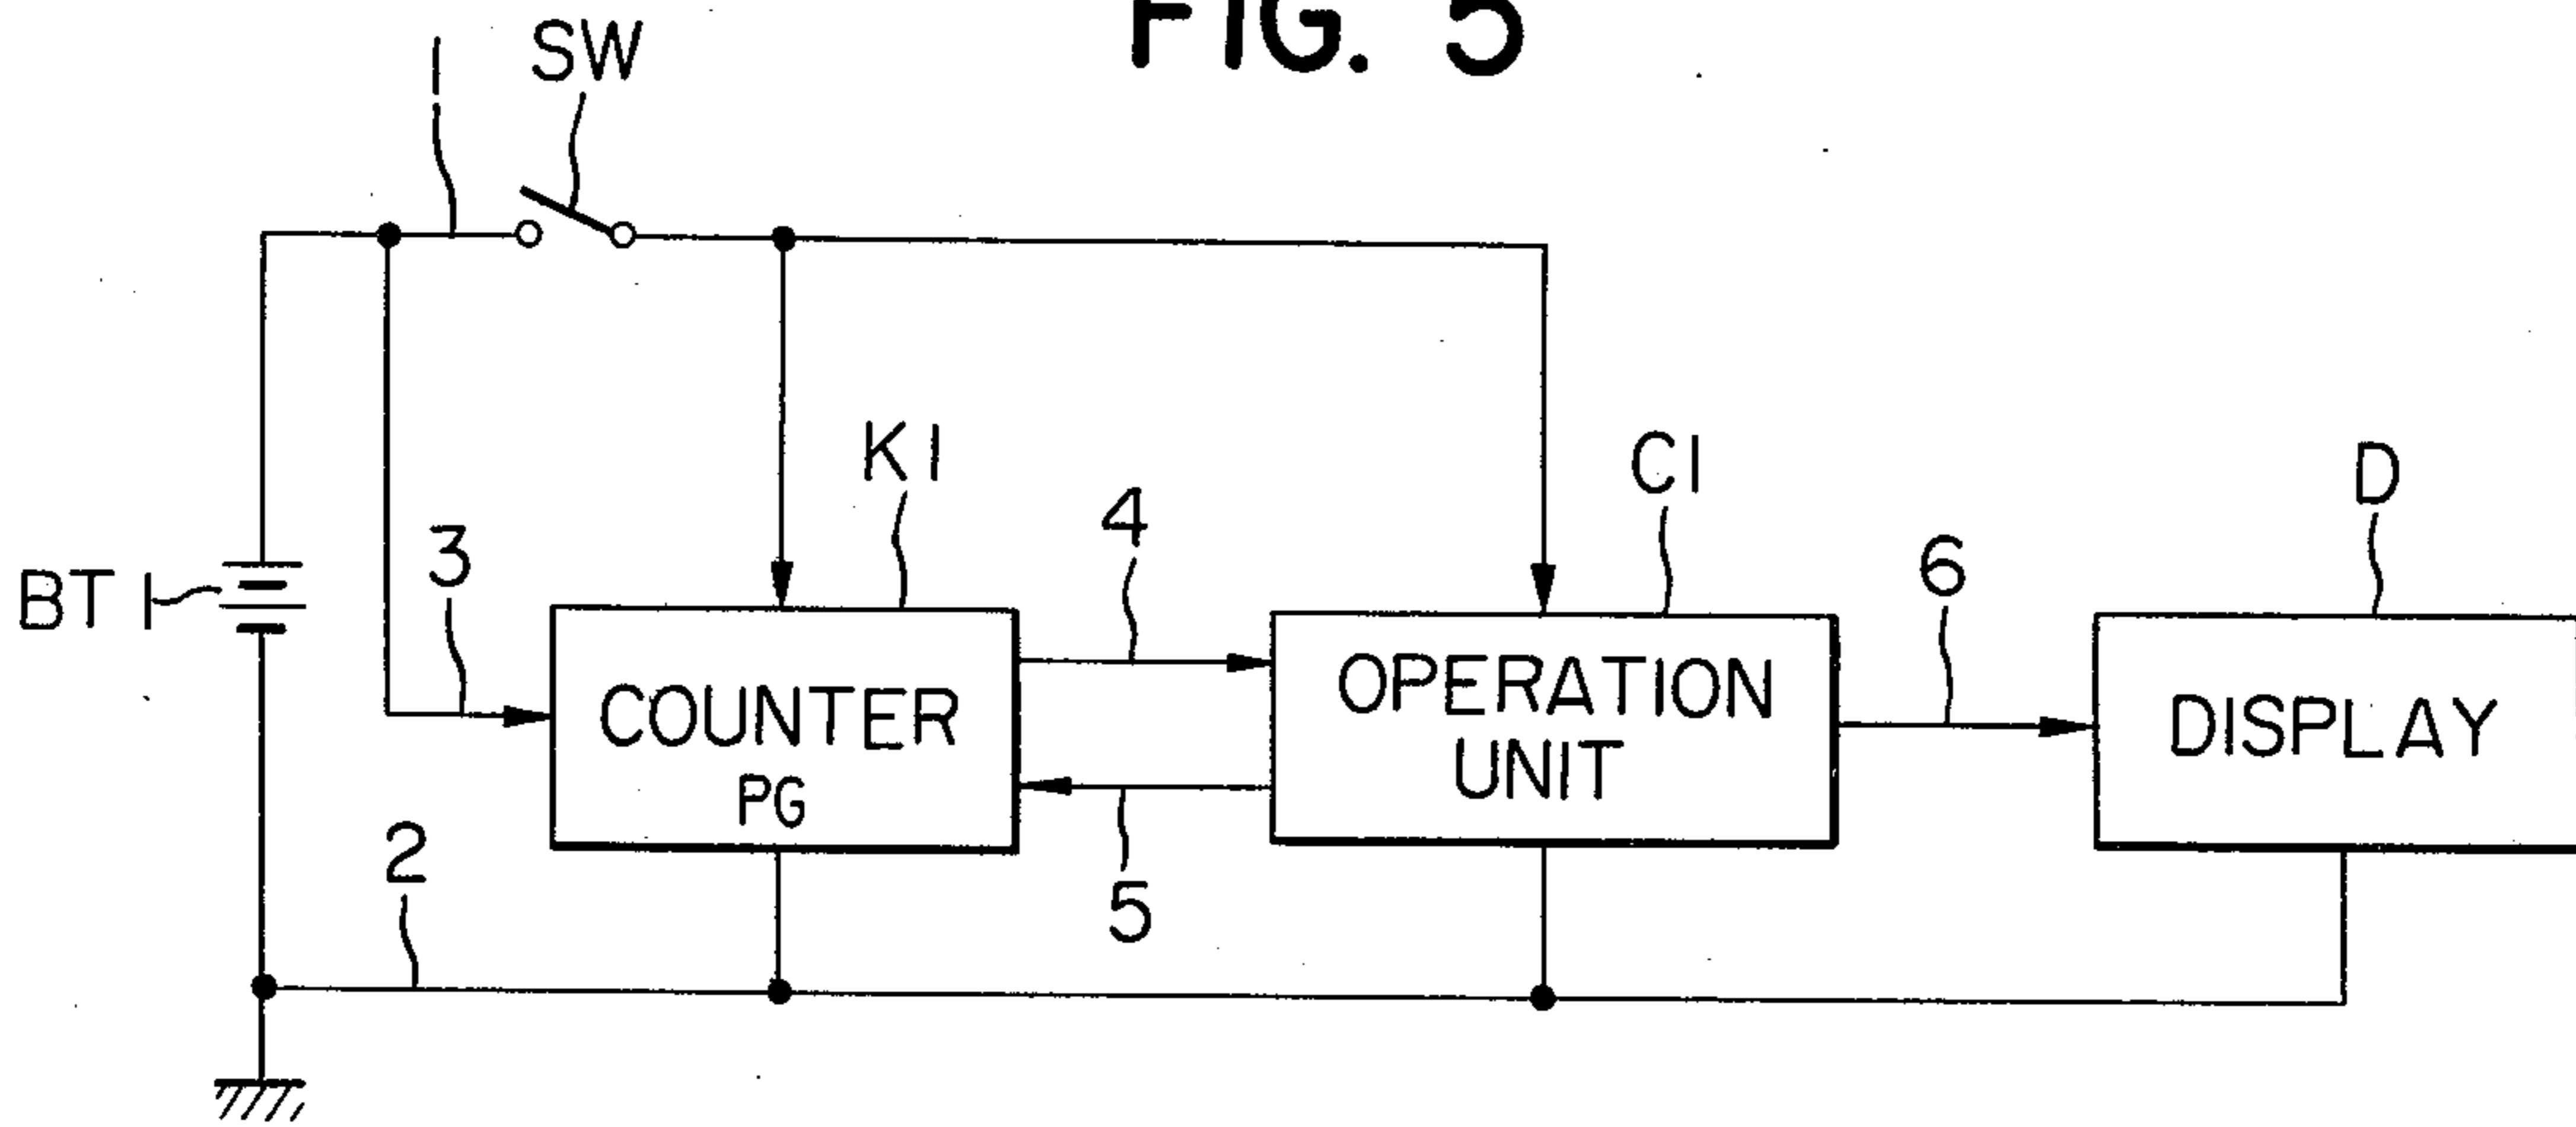 FIG. 5
1
SW
K1
C1
D
4
3
6
BT1
COUNTER
PG
OPERATION
UNIT
DISPLAY
2
5